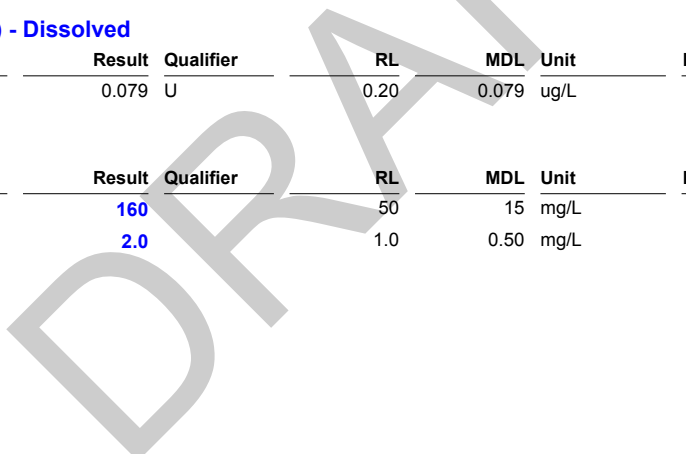 ) - Dissolved
Result Qualifier RL MDL Unit
0.079 U 0.20 0.079 ug/L
Result Qualifier RL MDL Unit
160 50 15 mg/L
2.0 1.0 0.50 mg/L
DRA